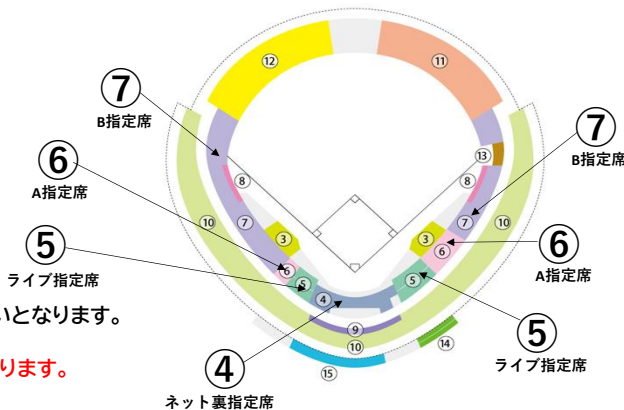 ⑫
⑪
⑦
B指定席
⑦
B指定席
⑬
⑧
⑧
⑥
A指定席
⑩
⑦
⑦
⑩
③
③
⑥
⑥
A指定席
⑤
ライブ指定席
⑤
④
⑤
⑤
ライブ指定席
いとなります。
⑨
⑩
⑭
ります。
⑮
④
ネット裏指定席